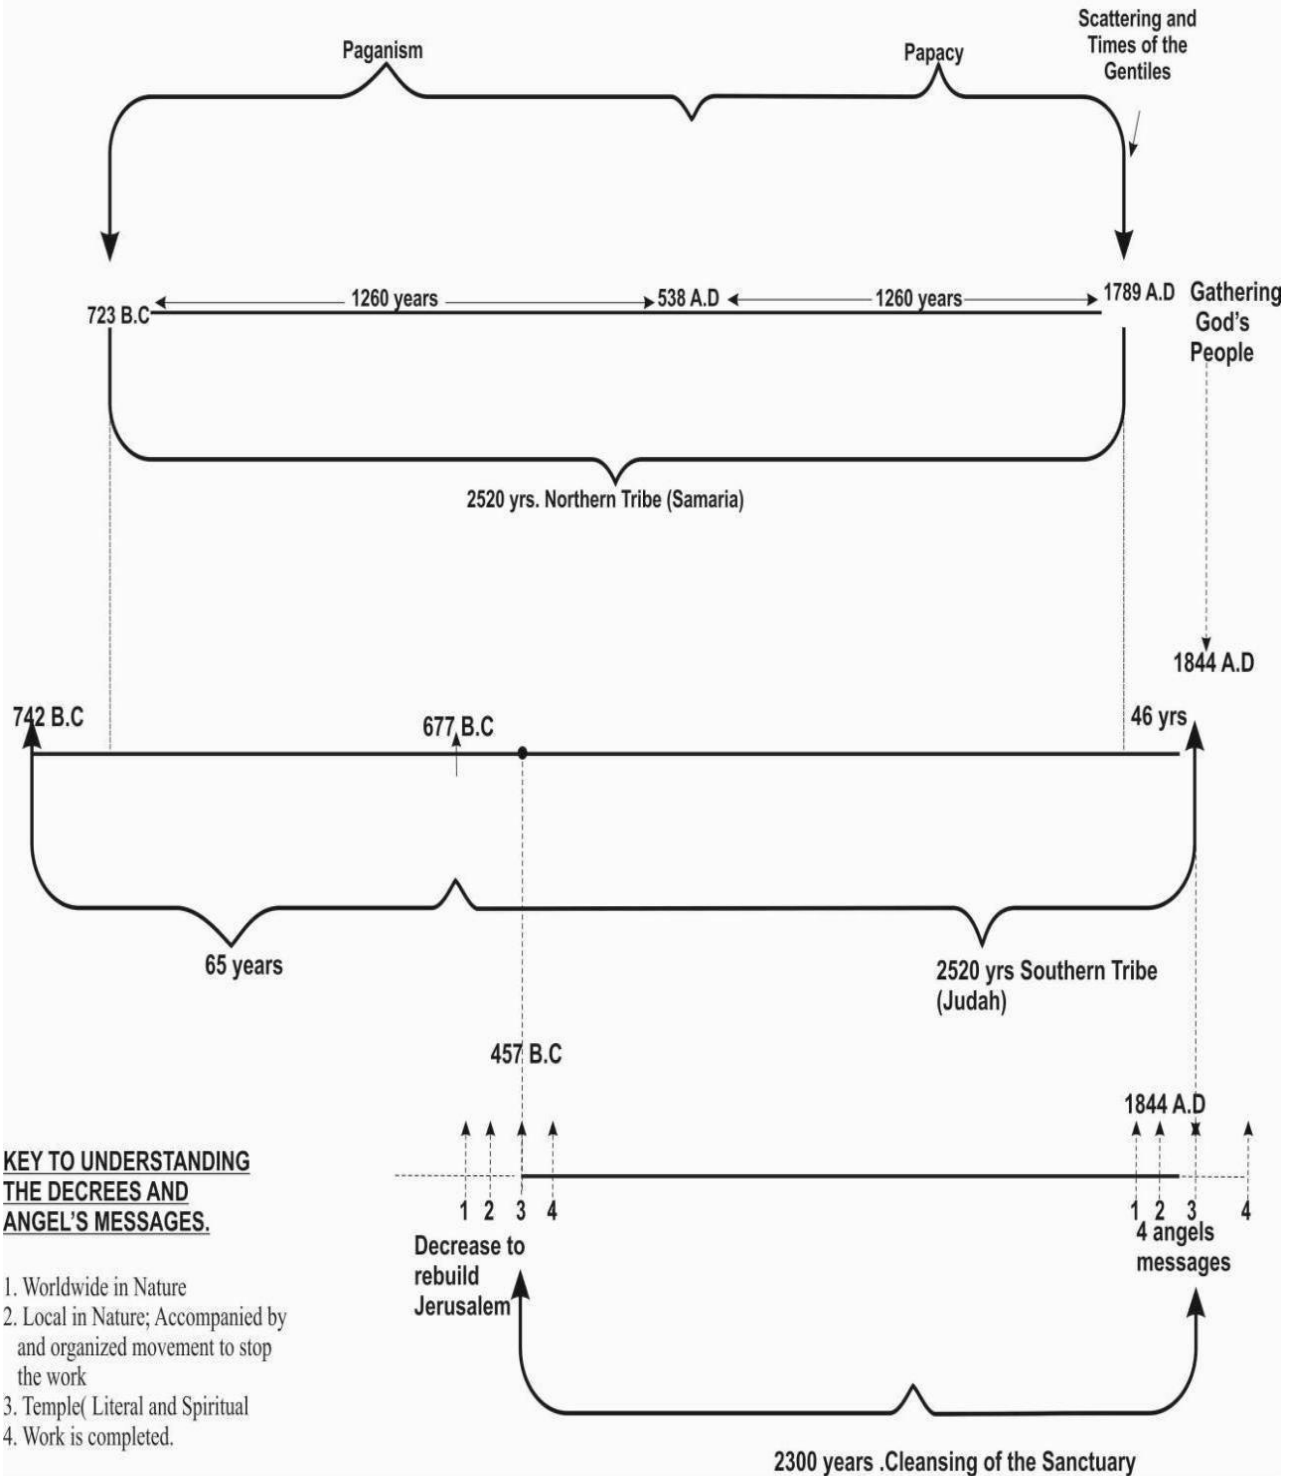 Paganism
Papacy
Scattering and
Times of the
Gentiles
723 B.C
1260 years
538 A.D
1260 years
1789 A.D
Gathering
God's
People
2520 yrs. Northern Tribe (Samaria)
1844 A.D
742 B.C
677 B.C
46 yrs
65 years
2520 yrs Southern Tribe
(Judah)
457 B.C
1844 A.D
1 2 3 4
1 2 3 4
Decrease to
rebuild
Jerusalem
4 angels
messages
KEY TO UNDERSTANDING
THE DECREES AND
ANGEL'S MESSAGES.
1. Worldwide in Nature
2. Local in Nature; Accompanied by
and organized movement to stop
the work
3. Temple( Literal and Spiritual
4. Work is completed.
2300 years .Cleansing of the Sanctuary